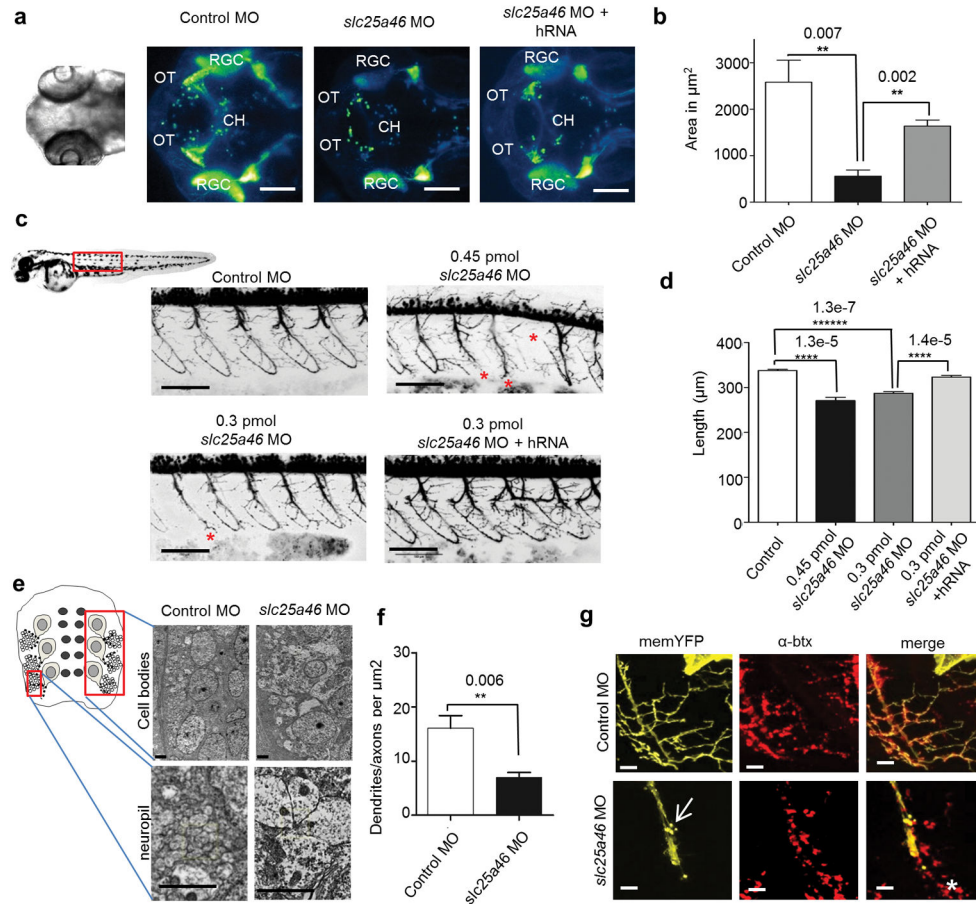 a
Control MO
slc25a46 MO
slc25a46 MO +
hRNA
RGC
OT
CH
OT
RGC
RGC
OT
CH
OT
RGC
RGC
OT
CH
OT
RGC
b
0.007
**
0.002
**
Area in µm²
3000
2000
1000
0
Control MO
slc25a46 MO
slc25a46 MO
+ hRNA
c
Control MO
0.45 pmol
slc25a46 MO
*
*
*
0.3 pmol
slc25a46 MO
*
0.3 pmol
slc25a46 MO + hRNA
d
1.3e-7
******
1.3e-5
****
1.4e-5
****
Length (µm)
400
300
200
100
0
Control
0.45 pmol
slc25a46 MO
0.3 pmol
slc25a46 MO
0.3 pmol
slc25a46 MO
+hRNA
e
Control MO
slc25a46 MO
Cell bodies
neuropil
f
0.006
**
Dendrites/axons per um2
30
20
10
0
Control MO
slc25a46 MO
g
memYFP
α-btx
merge
Control MO
slc25a46 MO
*